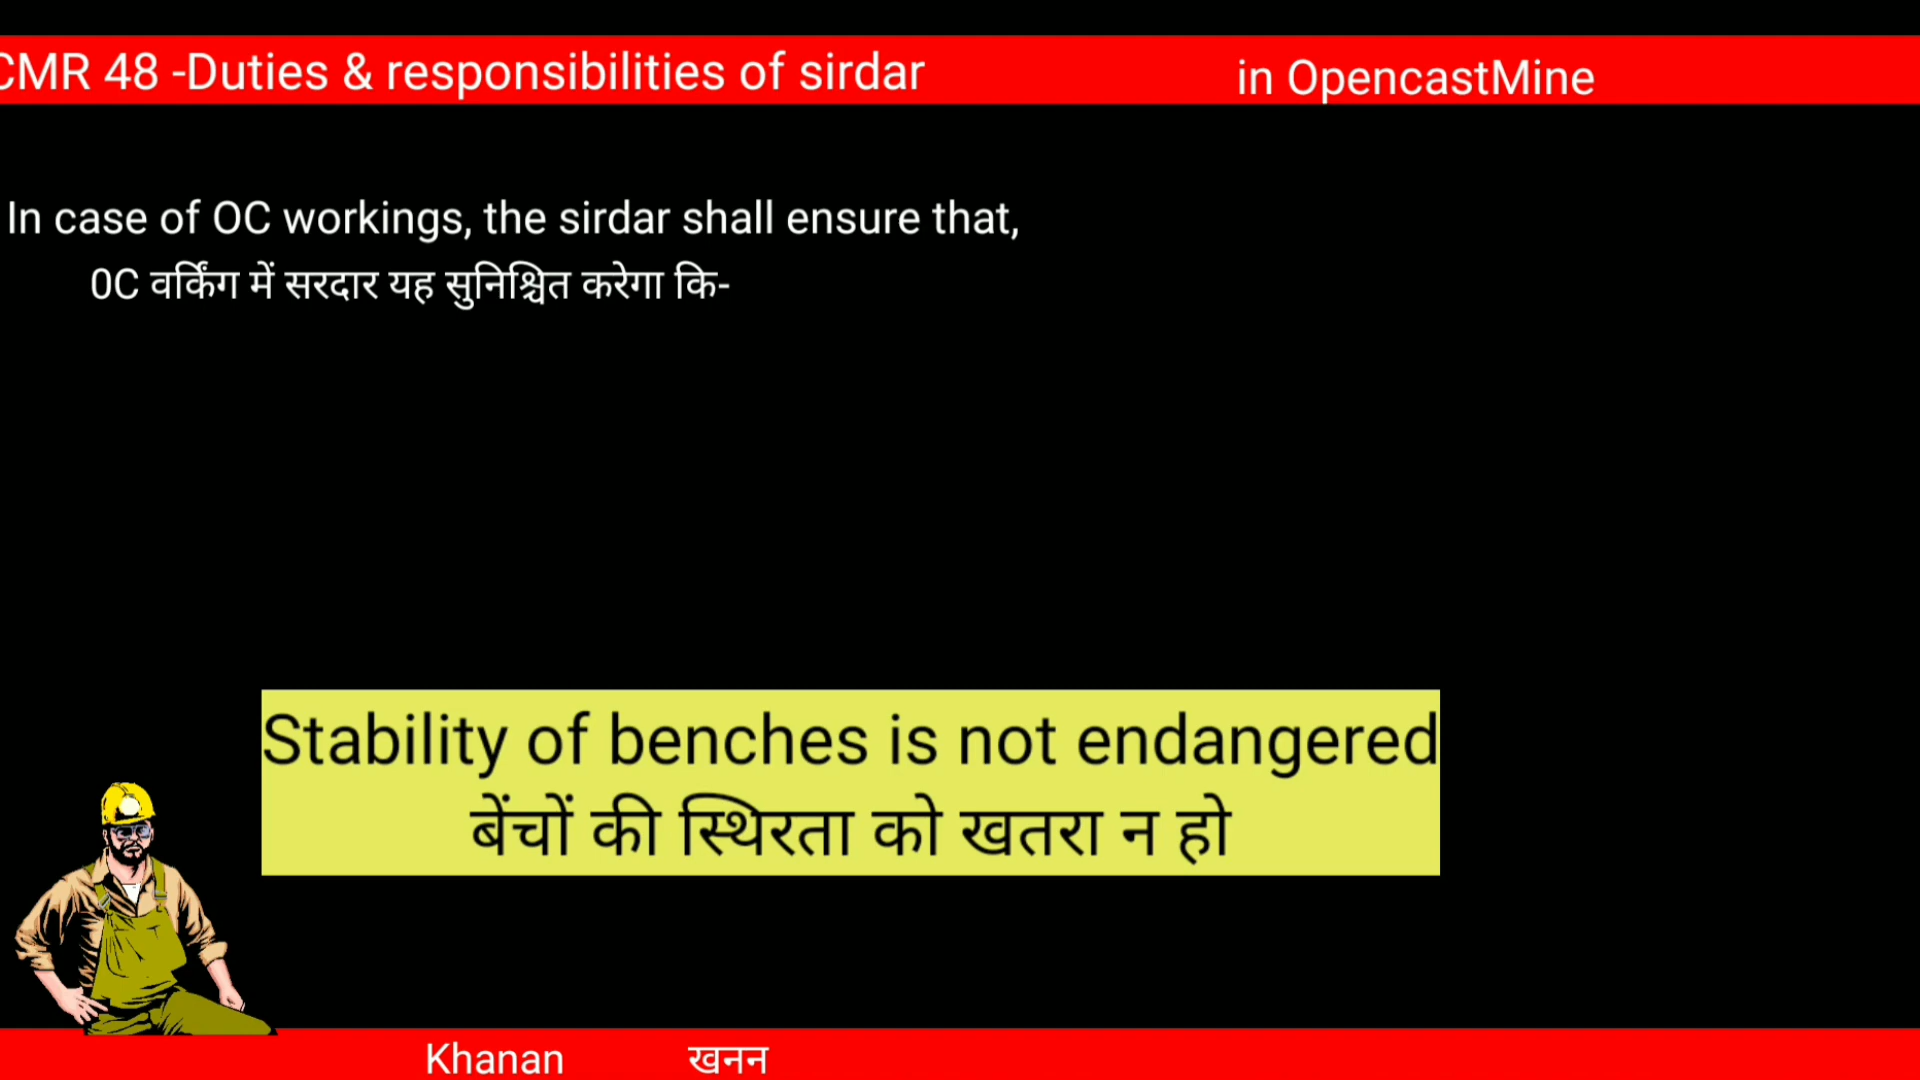 CMR 48 -Duties & responsibilities of sirdar in OpencastMine
In case of OC workings, the sirdar shall ensure that,
0C वर्किंग में सरदार यह सुनिश्चित करेगा कि-
Stability of benches is not endangered
बेंचों की स्थिरता को खतरा न हो
Khanan खनन